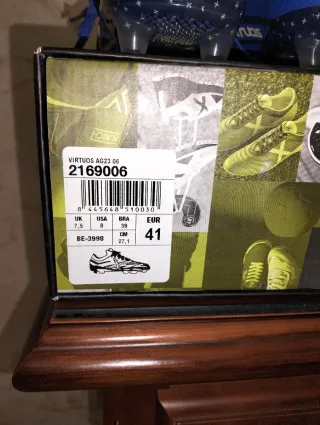 VIRTUOS AG23 06
2169006
8 445648 510030
UK USA BRA EUR
7,5 8 39 41
BE-3998 CM
27,1